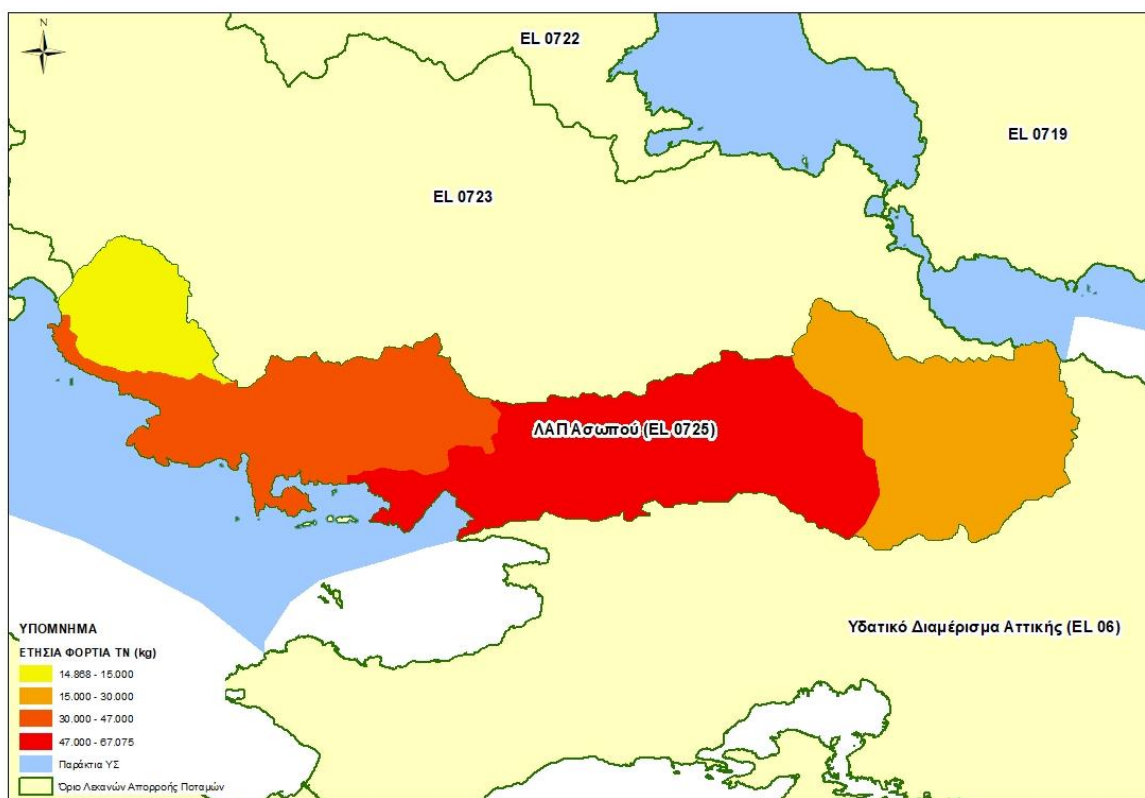 N
EL 0722
EL 0719
EL 0723
ΛΑΠ Ασωπού (EL 0725)
Υδατικό Διαμέρισμα Αττικής (EL 06)
ΥΠΟΜΝΗΜΑ
ΕΤΗΣΙΑ ΦΟΡΤΙΑ ΤΝ (kg)
14.868 - 15.000
15.000 - 30.000
30.000 - 47.000
47.000 - 67.075
Παράκτια ΥΣ
Όριο Λεκανών Απορροής Ποταμών